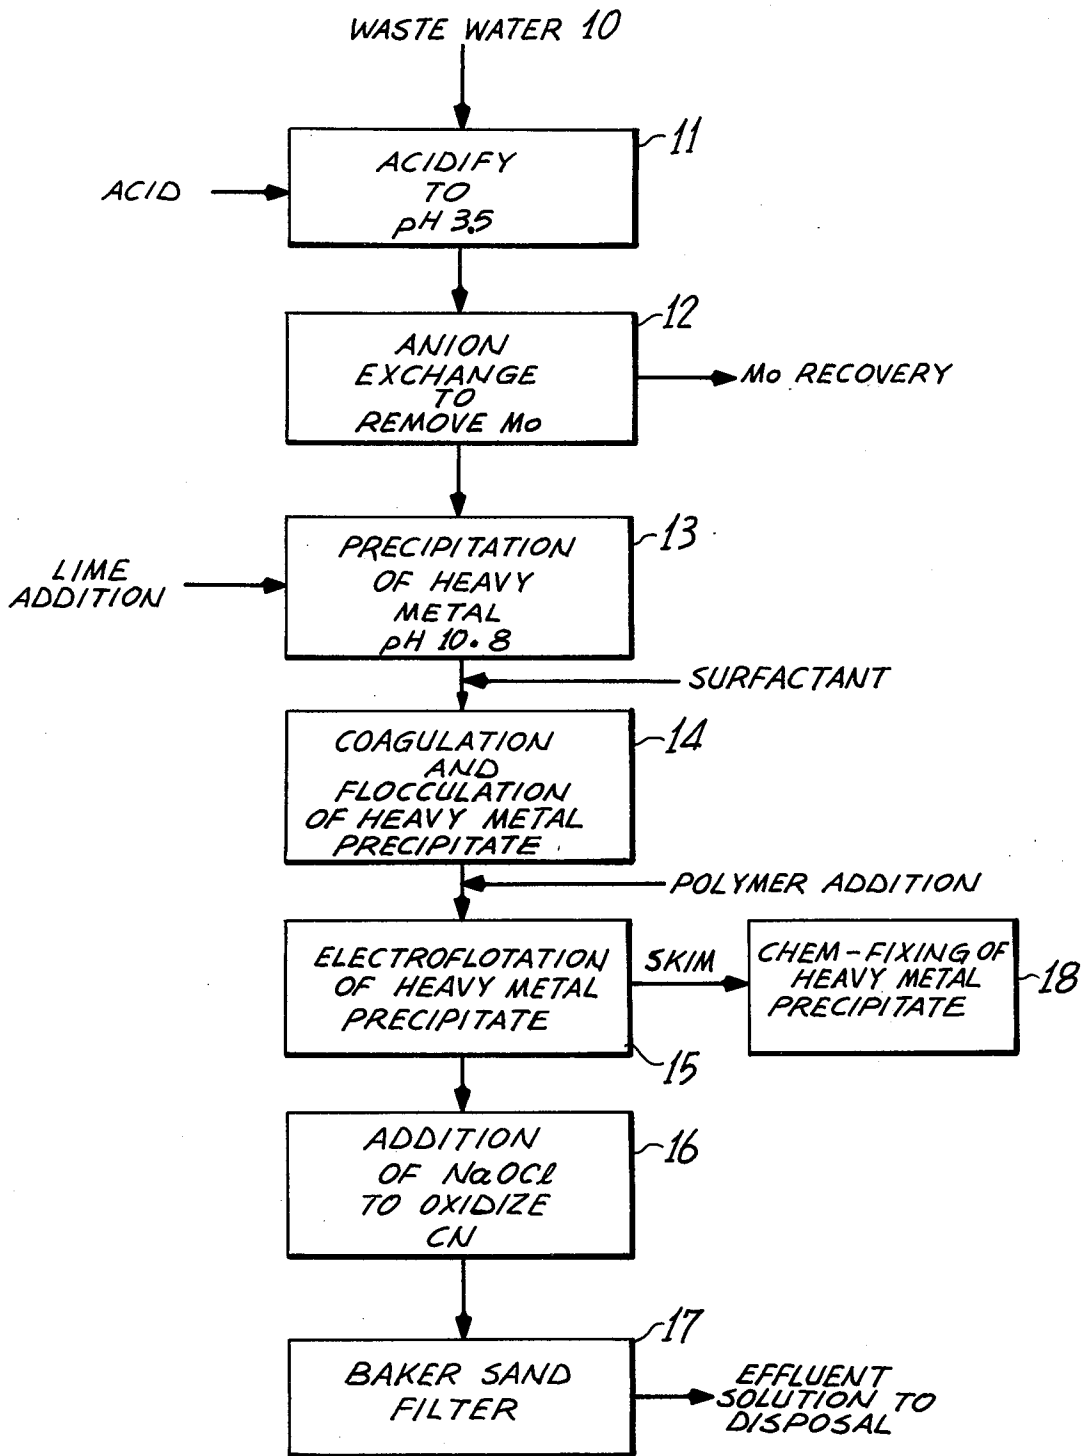 WASTE WATER 10
11
ACIDIFY
TO
pH 3.5
ACID
12
ANION
EXCHANGE
TO
REMOVE Mo
Mo RECOVERY
13
PRECIPITATION
OF HEAVY
METAL
pH 10.8
LIME
ADDITION
SURFACTANT
14
COAGULATION
AND
FLOCCULATION
OF HEAVY METAL
PRECIPITATE
POLYMER ADDITION
ELECTROFLOTATION
OF HEAVY METAL
PRECIPITATE
15
SKIM
CHEM-FIXING OF
HEAVY METAL
PRECIPITATE
18
16
ADDITION
OF NaOCl
TO OXIDIZE
CN
17
BAKER SAND
FILTER
EFFLUENT
SOLUTION TO
DISPOSAL